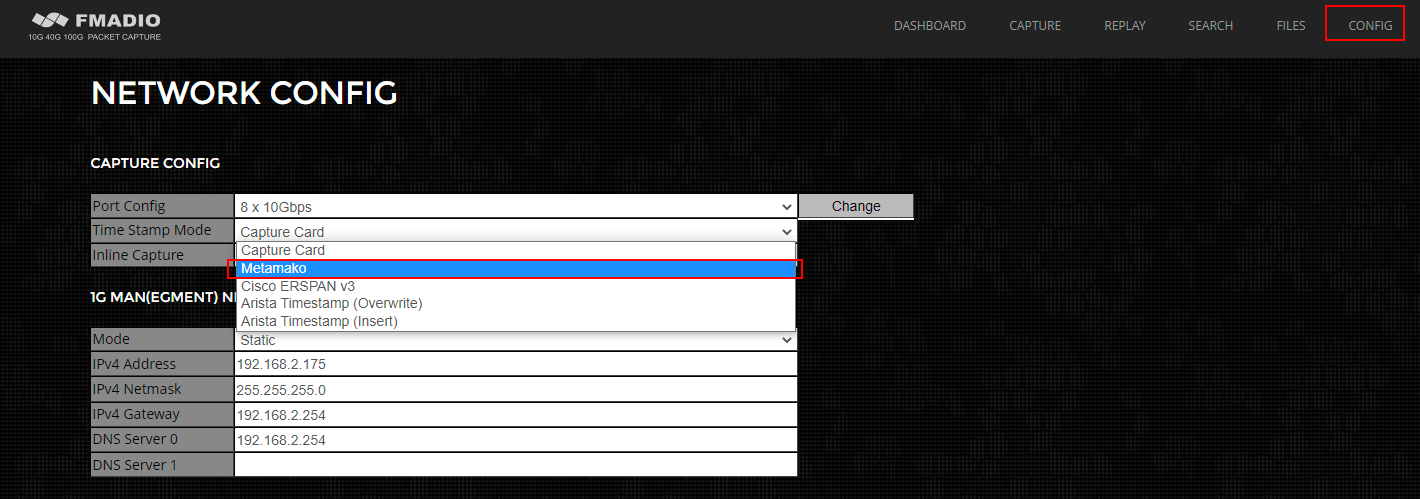 FMADIO
10G 40G 100G PACKET CAPTURE
DASHBOARD CAPTURE REPLAY SEARCH FILES CONFIG
NETWORK CONFIG
CAPTURE CONFIG
Port Config 8 x 10Gbps Change
Time Stamp Mode Capture Card
Inline Capture Capture Card
Metamako
Cisco ERSPAN v3
1G MAN(EGMENT) N Arista Timestamp (Overwrite)
Arista Timestamp (Insert)
Mode Static
IPv4 Address 192.168.2.175
IPv4 Netmask 255.255.255.0
IPv4 Gateway 192.168.2.254
DNS Server 0 192.168.2.254
DNS Server 1